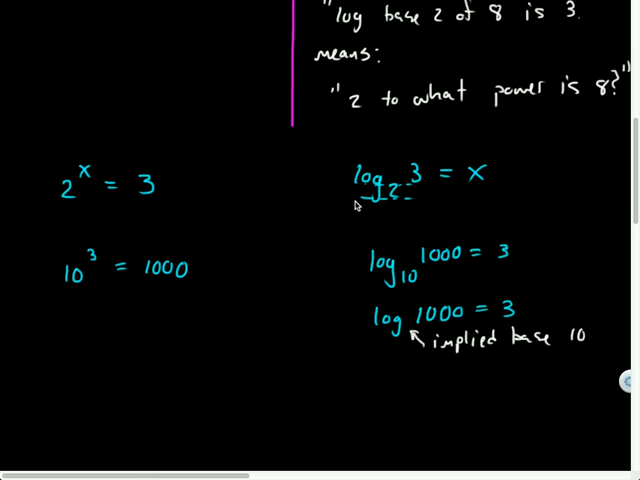 "log base 2 of 8 is 3.
means:
"2 to what power is 8?"
2^x = 3
log_2 3 = x
10^3 = 1000
log_10 1000 = 3
log 1000 = 3
implied base 10